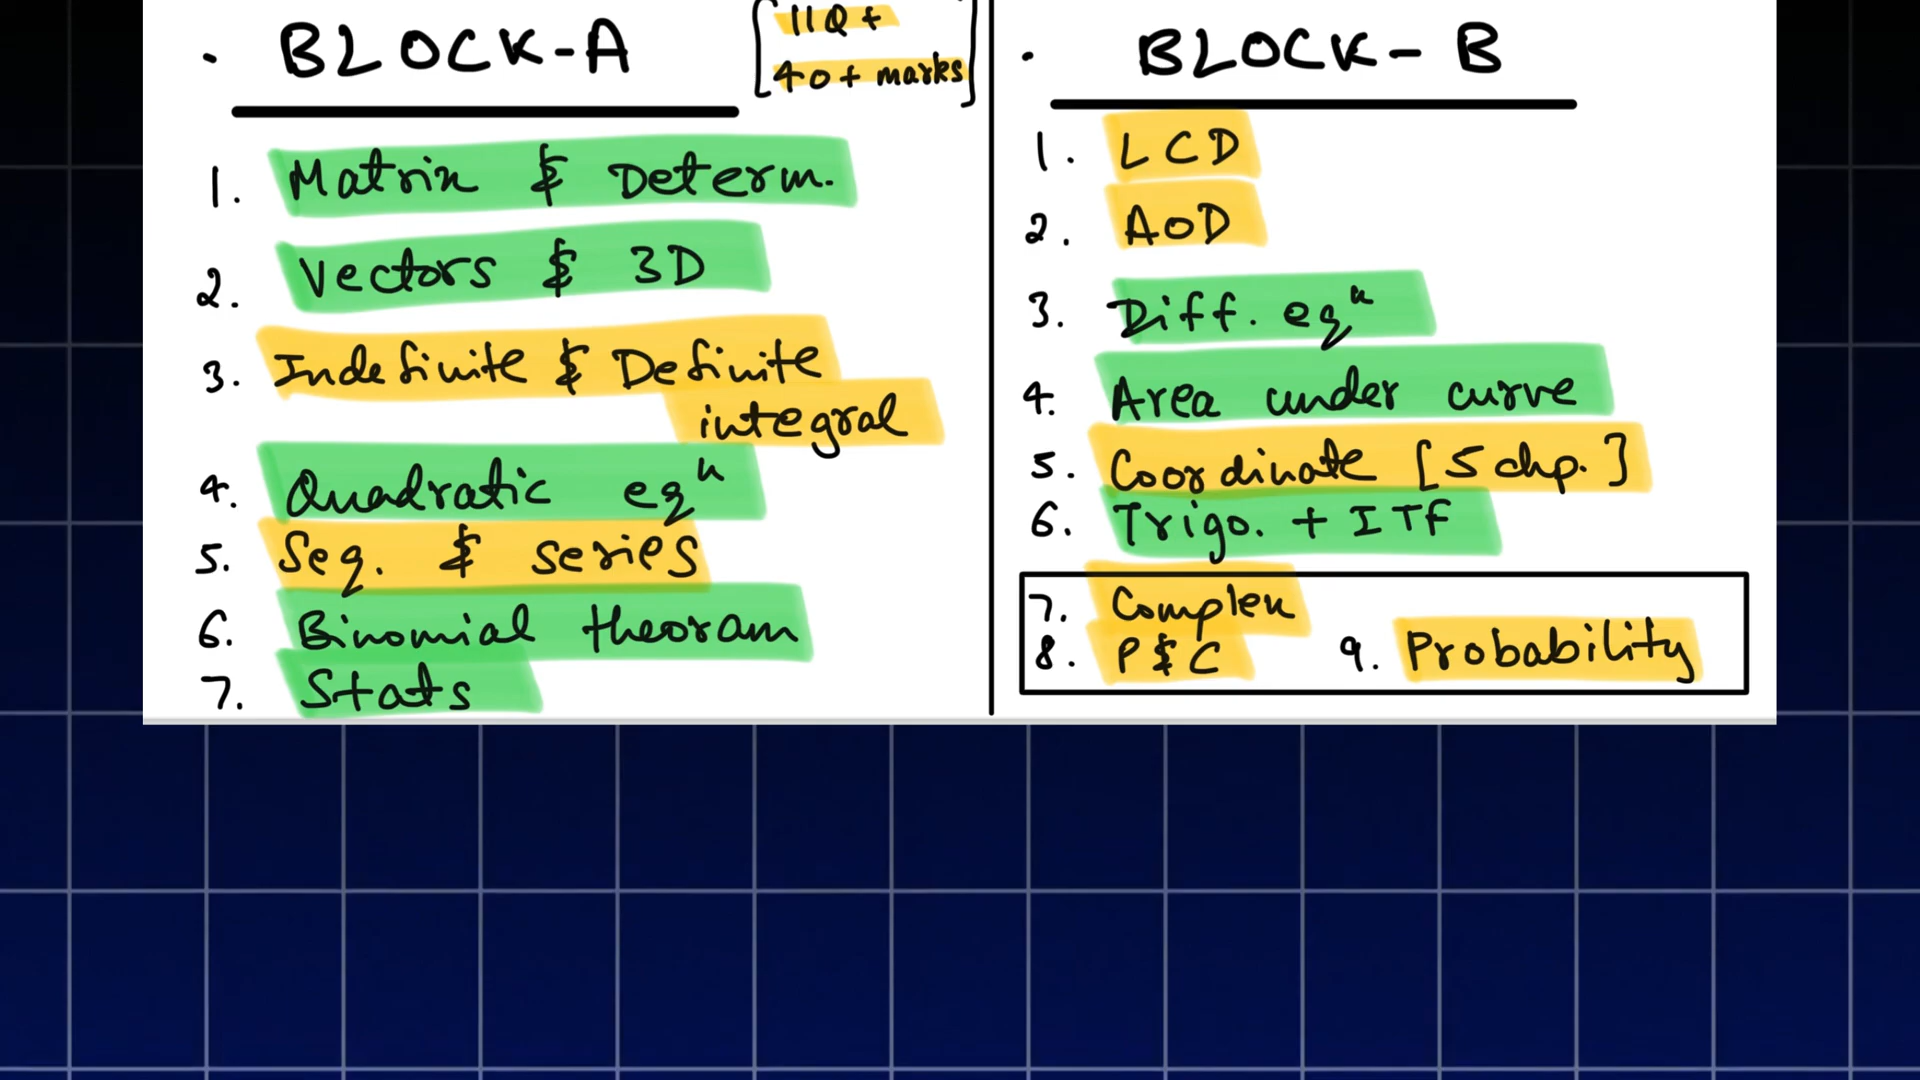 . BLOCK-A
[11Q +
40+ marks]
1. Matrix & Determ.
2. Vectors & 3D
3. Indefinite & Definite
integral
4. Quadratic eqⁿ
5. Seq. & series
6. Binomial theoram
7. Stats
. BLOCK-B
1. LCD
2. AOD
3. Diff. eqⁿ
4. Area under curve
5. Coordinate [5 chp.]
6. Trigo. + ITF
7. Complex
8. P & C 9. Probability